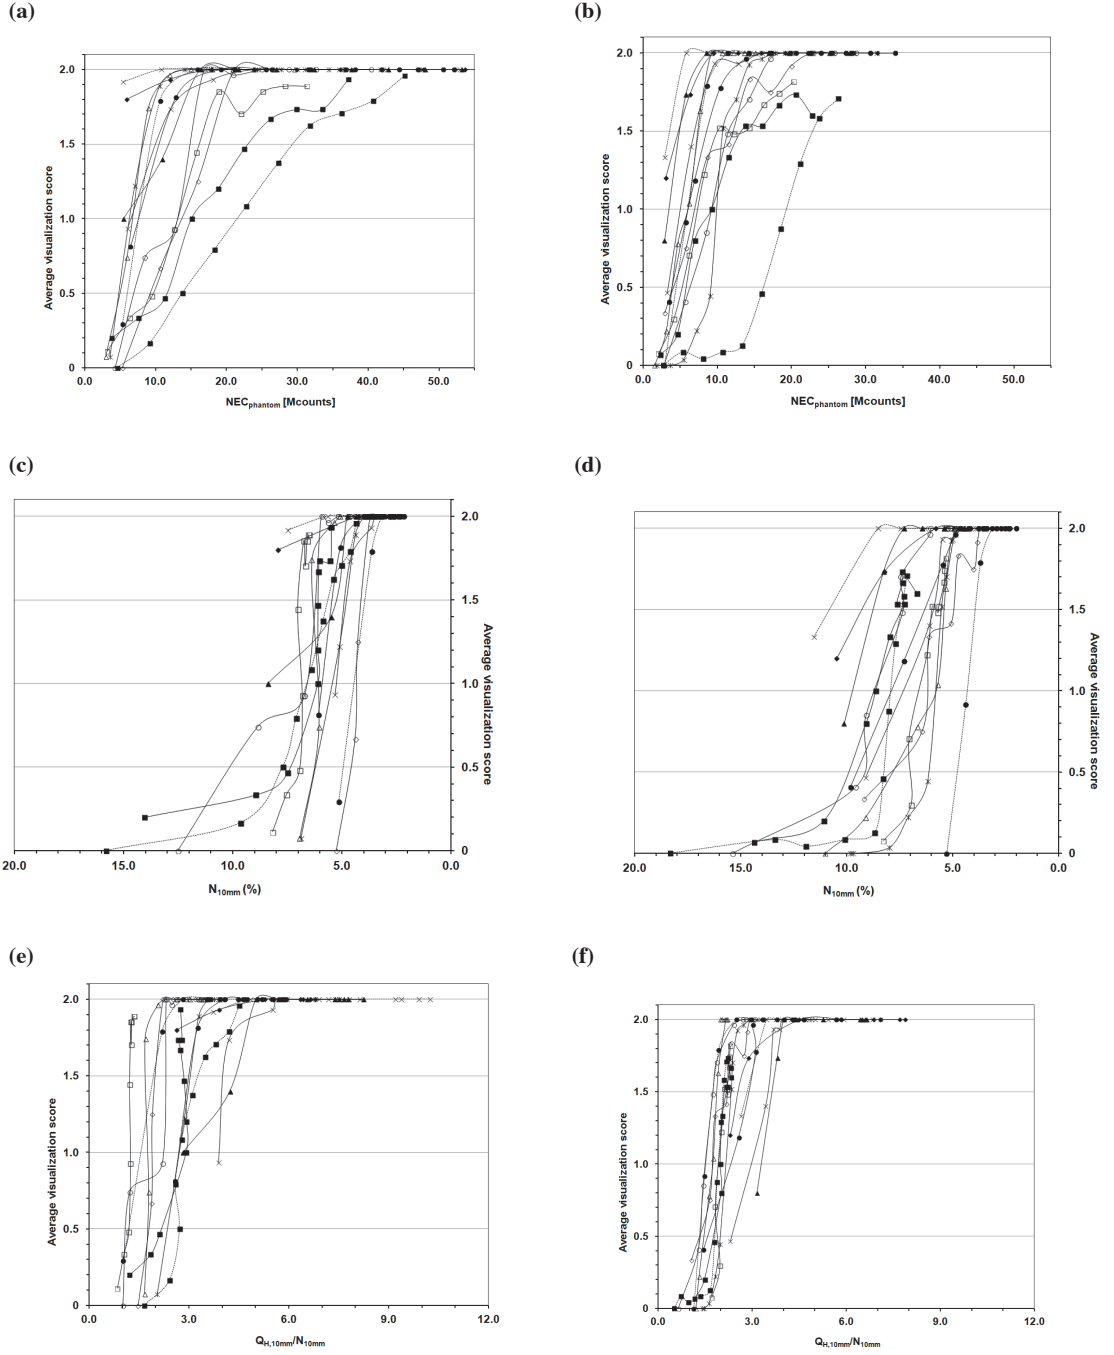 (a)
2.0
1.5
1.0
0.5
0
Average visualization score
0.0 10.0 20.0 30.0 40.0 50.0
NECphantom [Mcounts]
(b)
2.0
1.5
1.0
0.5
0
Average visualization score
0.0 10.0 20.0 30.0 40.0 50.0
NECphantom [Mcounts]
(c)
2.0
1.5
1.0
0.5
0
Average visualization score
20.0 15.0 10.0 5.0 0.0
N10mm (%)
(d)
2.0
1.5
1.0
0.5
0
Average visualization score
20.0 15.0 10.0 5.0 0.0
N10mm (%)
(e)
2.0
1.5
1.0
0.5
0
Average visualization score
0.0 3.0 6.0 9.0 12.0
QH,10mm/N10mm
(f)
2.0
1.5
1.0
0.5
0
Average visualization score
0.0 3.0 6.0 9.0 12.0
QH,10mm/N10mm